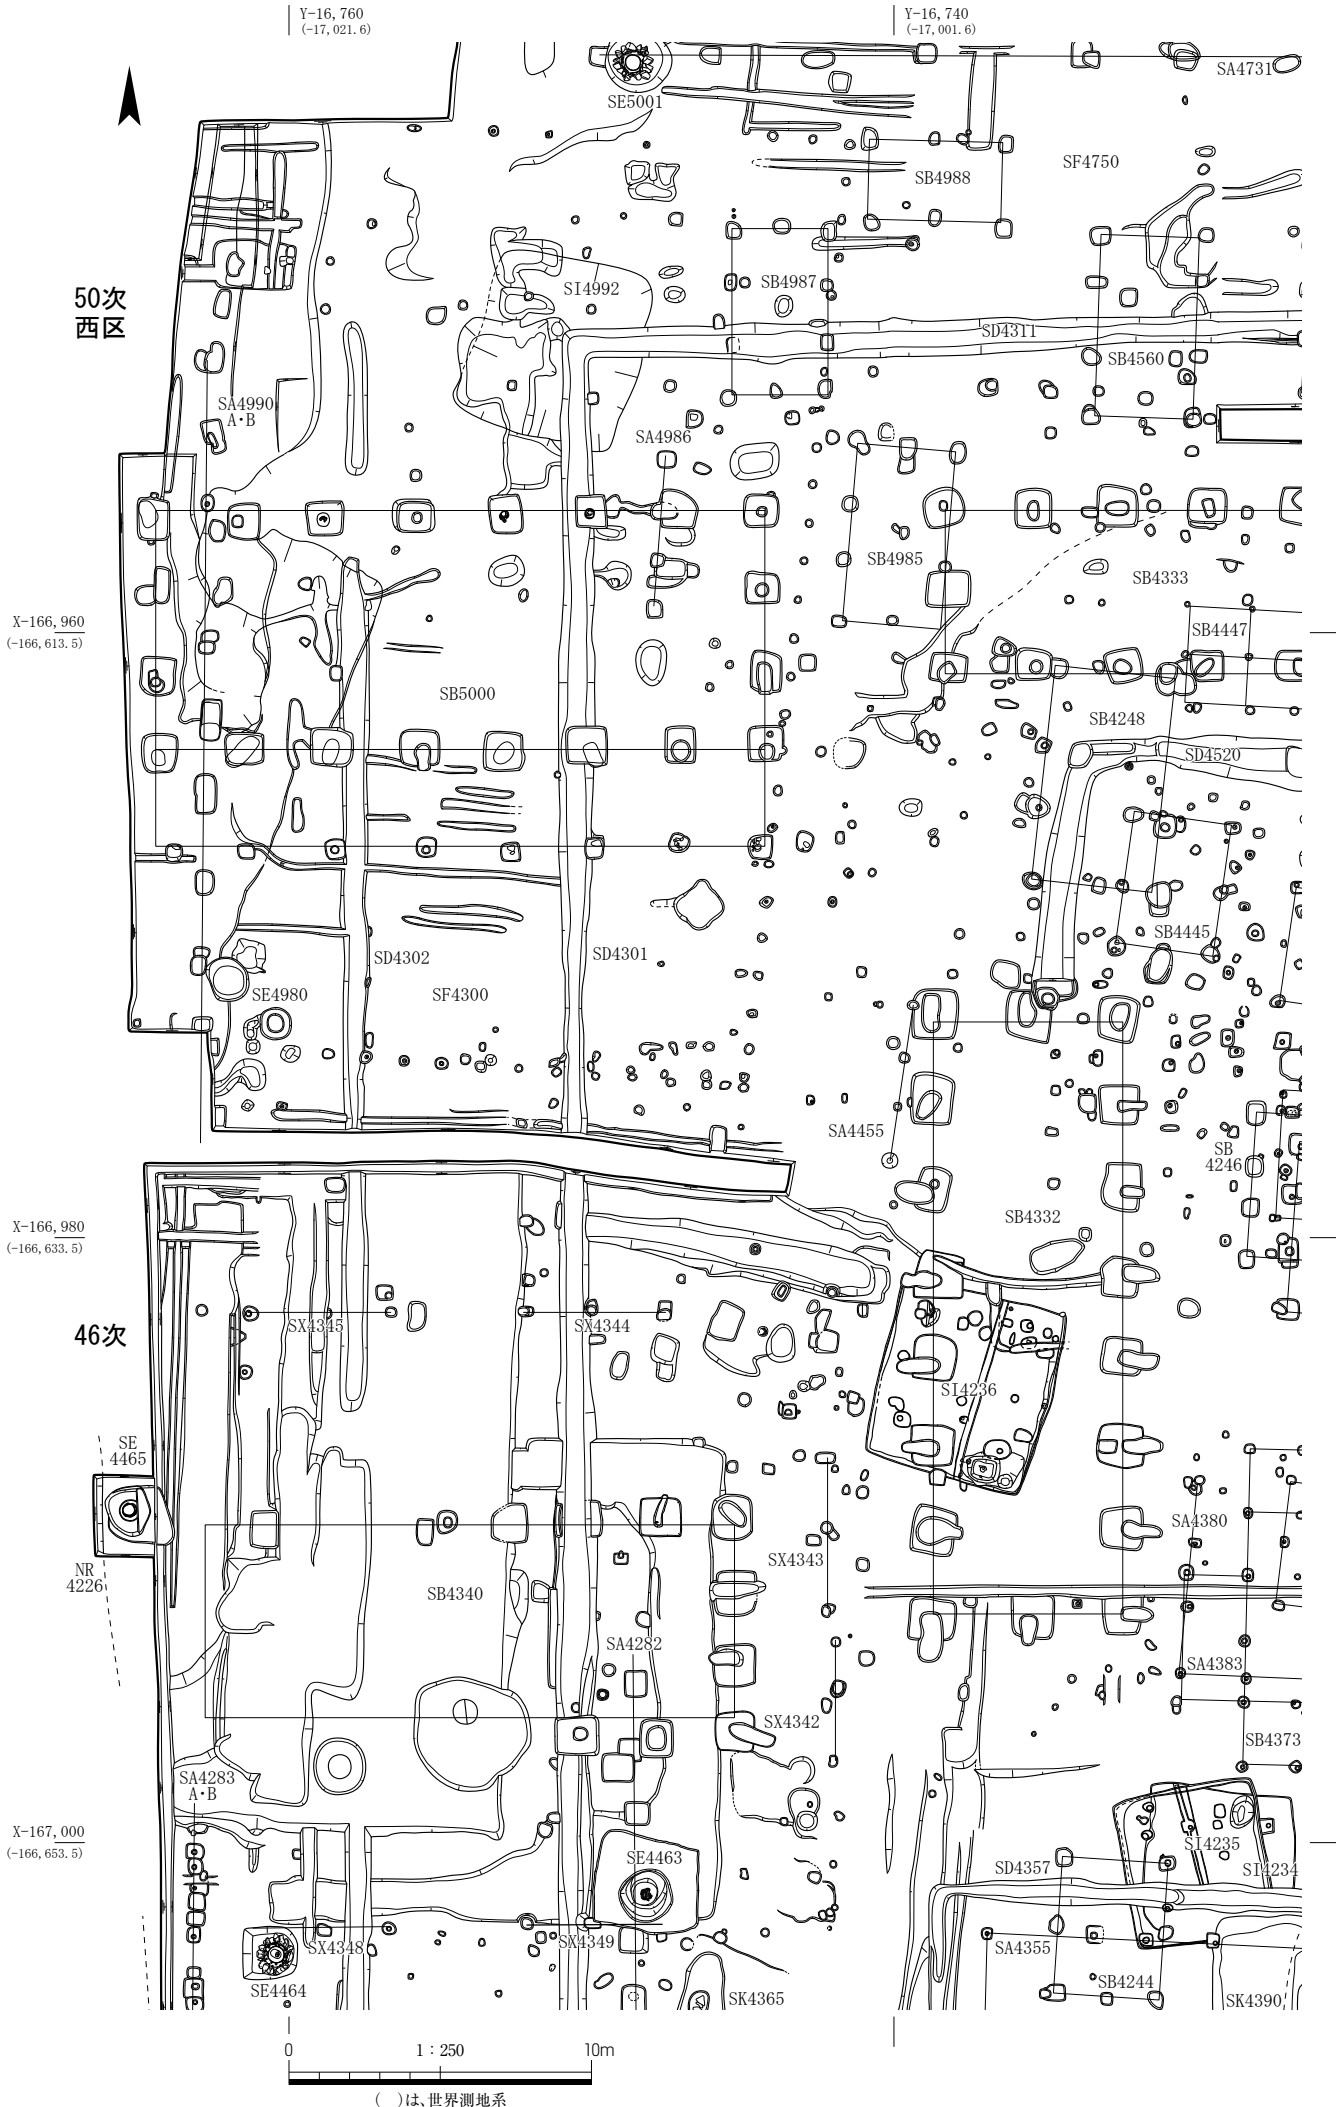 Y-16,760
(-17,021.6)
Y-16,740
(-17,001.6)
SA4731
SE5001
SF4750
SB4988
50次
西区
SI4992
SB4987
SD4311
SB4560
SA4990
A・B
SA4986
SB4985
SB4333
X-166,960
(-166,613.5)
SB4447
SB5000
SB4248
SD4520
SB4445
SD4302
SD4301
SE4980
SF4300
SA4455
SB
4246
X-166,980
(-166,633.5)
SB4332
46次
SX4345
SX4344
SI4236
SE
4465
SA4380
NR
4226
SX4343
SB4340
SA4282
SA4383
SX4342
SB4373
SA4283
A・B
X-167,000
(-166,653.5)
SI4235
SE4463
SD4357
SI4234
SX4348
SX4349
SA4355
SE4464
SK4365
SB4244
SK4390
0
1：250
10m
(　)は、世界測地系